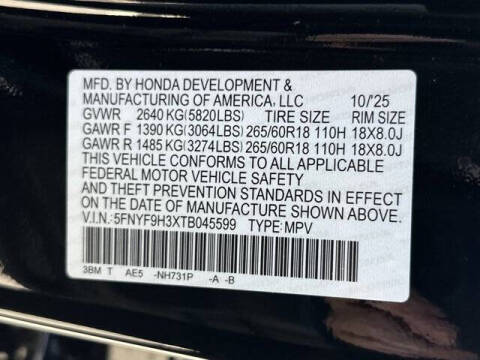 MFD. BY HONDA DEVELOPMENT &
MANUFACTURING OF AMERICA, LLC 10/'25
GVWR 2640 KG(5820LBS) TIRE SIZE RIM SIZE
GAWR F 1390 KG(3064LBS) 265/60R18 110H 18X8.0J
GAWR R 1485 KG(3274LBS) 265/60R18 110H 18X8.0J
THIS VEHICLE CONFORMS TO ALL APPLICABLE
FEDERAL MOTOR VEHICLE SAFETY AND
THEFT PREVENTION STANDARDS IN EFFECT ON
THE DATE OF MANUFACTURE SHOWN ABOVE.
V.I.N.: 5FNYF9H3XTB045599 TYPE: MPV
3BM T AE5 -NH731P -A -B